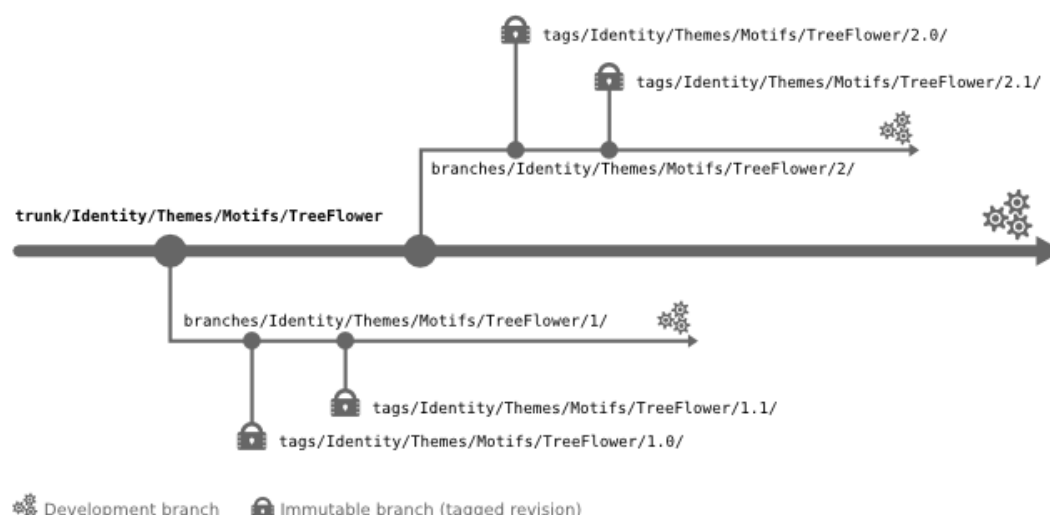 tags/Identity/Themes/Motifs/TreeFlower/2.0/
tags/Identity/Themes/Motifs/TreeFlower/2.1/
branches/Identity/Themes/Motifs/TreeFlower/2/
trunk/Identity/Themes/Motifs/TreeFlower
branches/Identity/Themes/Motifs/TreeFlower/1/
tags/Identity/Themes/Motifs/TreeFlower/1.1/
tags/Identity/Themes/Motifs/TreeFlower/1.0/
Development branch
Immutable branch (tagged revision)